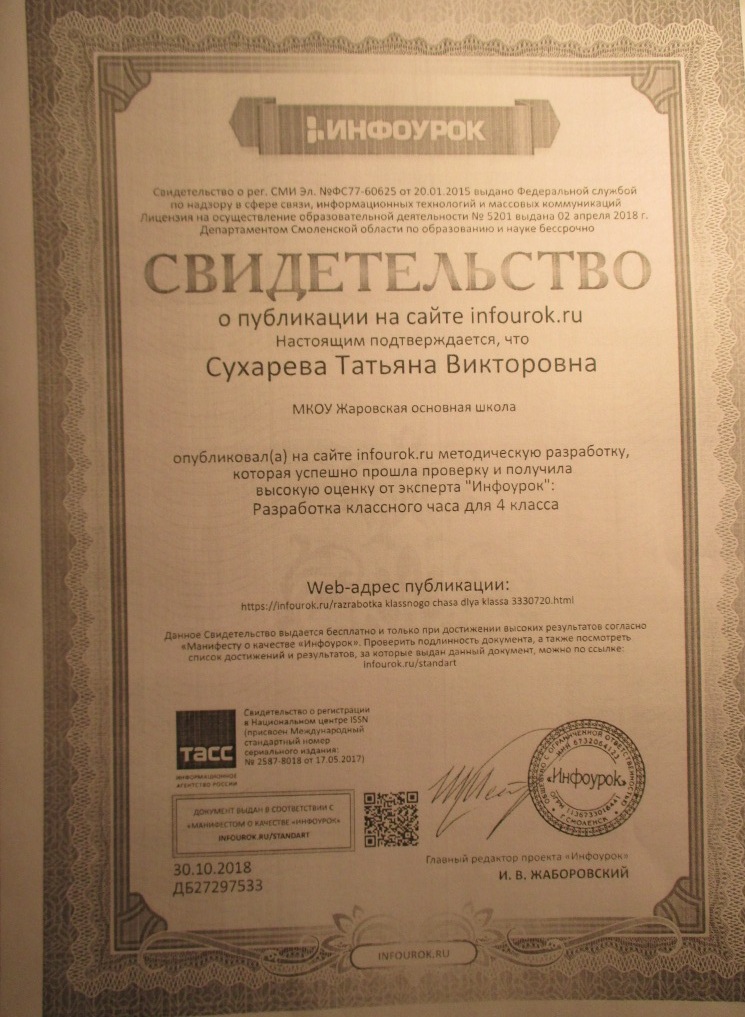 ИНФОУРОК
Свидетельство о рег. СМИ Эл. №ФС77-60625 от 20.01.2015 выдано Федеральной службой
по надзору в сфере связи, информационных технологий и массовых коммуникаций
Лицензия на осуществление образовательной деятельности № 5201 выдана 02 апреля 2018 г.
Департаментом Смоленской области по образованию и науке бессрочно
СВИДЕТЕЛЬСТВО
о публикации на сайте infourok.ru
Настоящим подтверждается, что
Сухарева Татьяна Викторовна
МКОУ Жаровская основная школа
опубликовал(а) на сайте infourok.ru методическую разработку,
которая успешно прошла проверку и получила
высокую оценку от эксперта "Инфоурок":
Разработка классного часа для 4 класса
Web-адрес публикации:
https://infourok.ru/razrabotka klassnogo chasa dlya klassa 3330720.html
Данное Свидетельство выдается бесплатно и только при достижении высоких результатов согласно
«Манифесту о качестве «Инфоурок». Проверить подлинность документа, а также посмотреть
список достижений и результатов, за которые выдан данный документ, можно по ссылке:
infourok.ru/standart
тасс
ИНФОРМАЦИОННОЕ
АГЕНТСТВО РОССИИ
Свидетельство о регистрации
в Национальном центре ISSN
(присвоен Международный
стандартный номер
сериального издания:
№ 2587-8018 от 17.05.2017)
ДОКУМЕНТ ВЫДАН В СООТВЕТСТВИИ С
«МАНИФЕСТОМ О КАЧЕСТВЕ «ИНФОУРОК»
INFOUROK.RU/STANDART
30.10.2018
ДБ27297533
ОБЩЕСТВО С ОГРАНИЧЕННОЙ ОТВЕТСТВЕННОСТЬЮ
«Инфоурок»
Г.СМОЛЕНСК
Главный редактор проекта «Инфоурок»
И. В. ЖАБОРОВСКИЙ
INFOUROK.RU